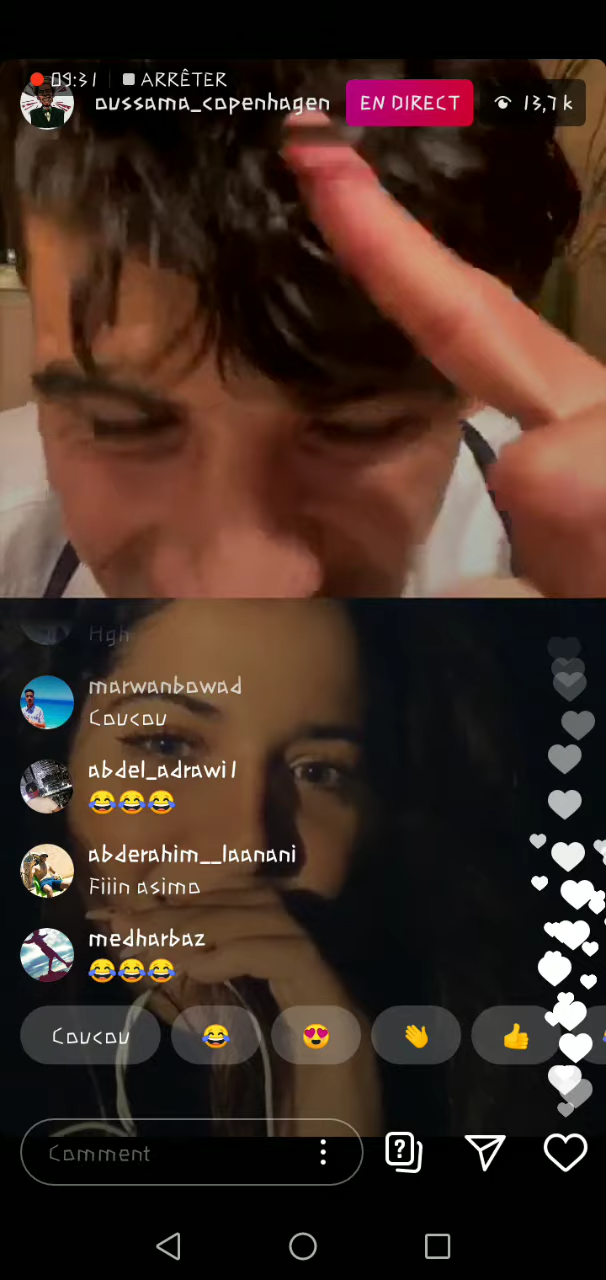 09:31 ARRÊTER
oussama_copenhagen EN DIRECT 13,7 k
Hgh
marwanbowad
Coucou
abdel_adrawi1
😂😂😂
abderahim__laanani
Fiiin asimo
medharbaz
😂😂😂
Coucou 😂 😍 👋 👍
Comment